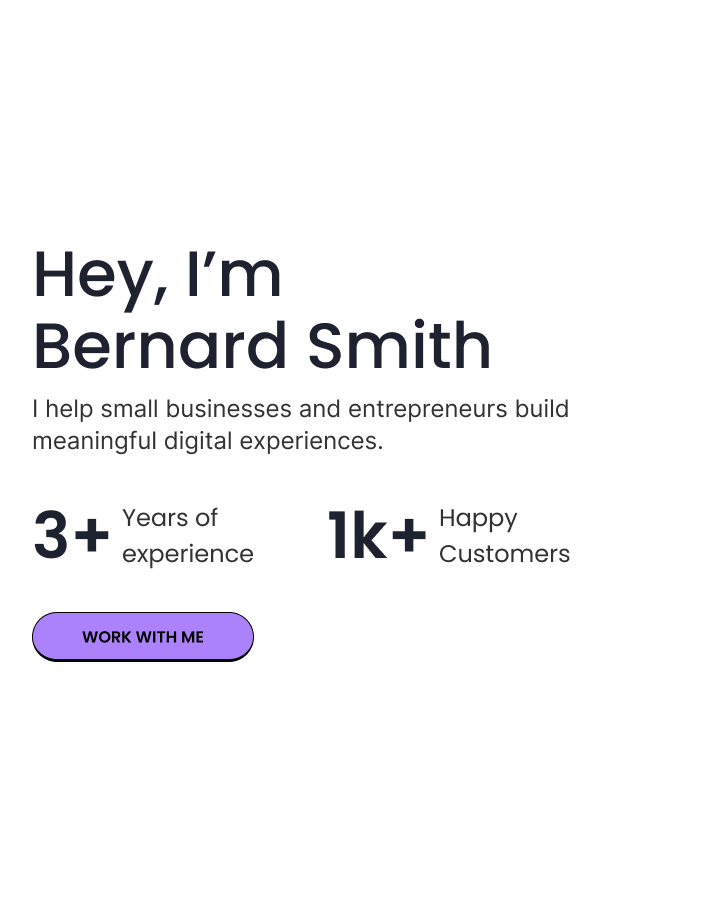 Hey, I’m
Bernard Smith
I help small businesses and entrepreneurs build
meaningful digital experiences.
3+ Years of
experience
1k+ Happy
Customers
WORK WITH ME